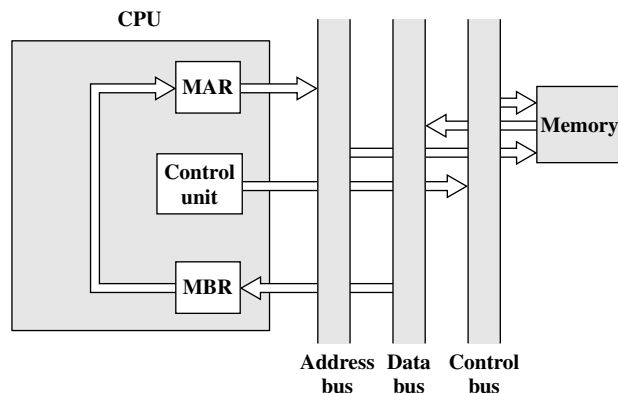 CPU
MAR
Memory
Control
unit
MBR
Address
bus
Data
bus
Control
bus